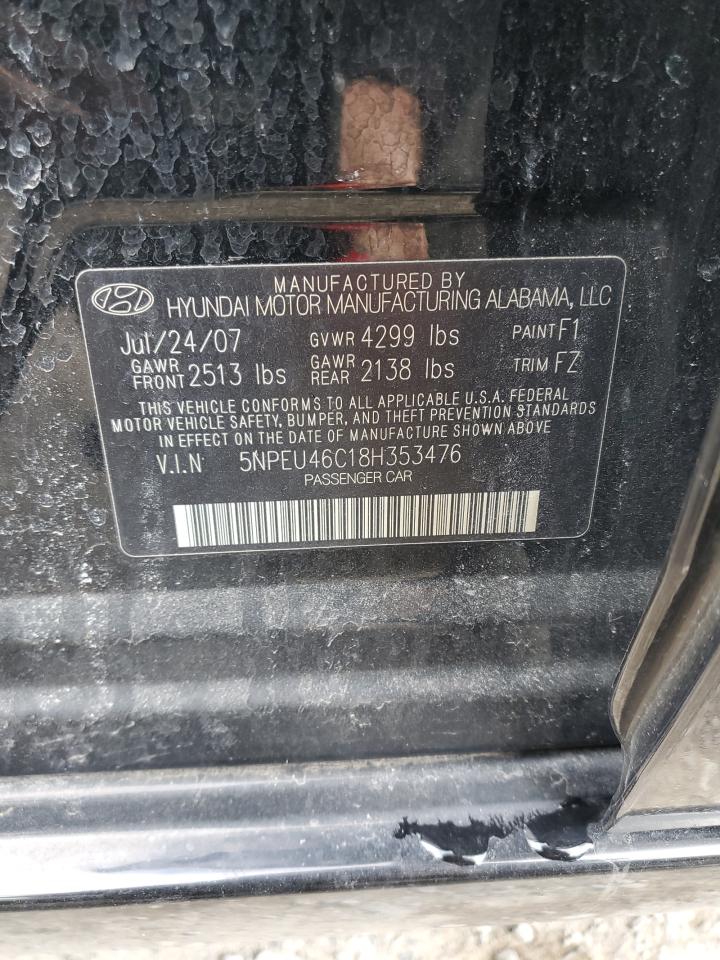 MANUFACTURED BY
HYUNDAI MOTOR MANUFACTURING ALABAMA, LLC
Jul/24/07 GVWR 4299 lbs PAINT F1
GAWR FRONT 2513 lbs GAWR REAR 2138 lbs TRIM FZ
THIS VEHICLE CONFORMS TO ALL APPLICABLE U.S.A. FEDERAL
MOTOR VEHICLE SAFETY, BUMPER, AND THEFT PREVENTION STANDARDS
IN EFFECT ON THE DATE OF MANUFACTURE SHOWN ABOVE
V.I.N 5NPEU46C18H353476
PASSENGER CAR